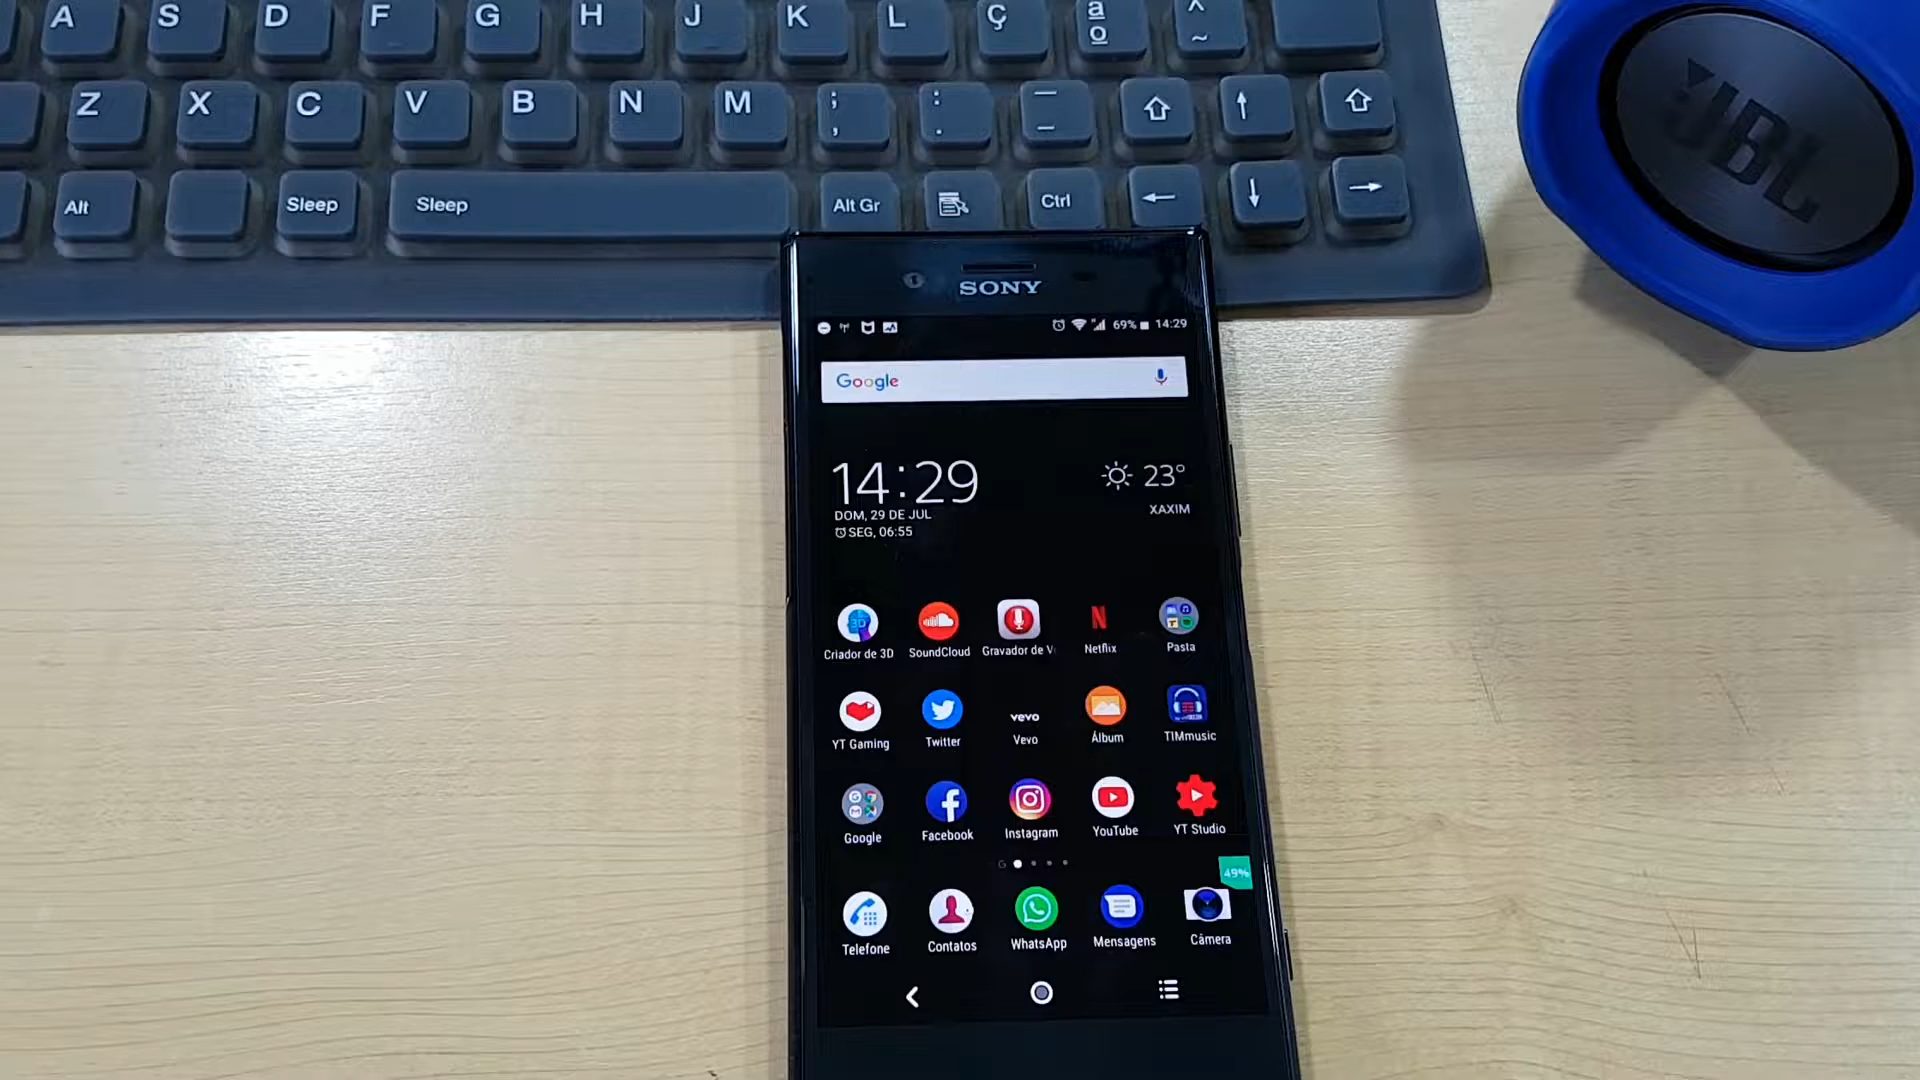 A S D F G H J K L Ç ª º ^ ~
Z X C V B N M ; , : . — _
Alt Sleep Sleep Alt Gr Ctrl
JBL
SONY
69% 14:29
Google
14:29
23°
DOM, 29 DE JUL
XAXIM
SEG, 06:55
Criador de 3D SoundCloud Gravador de V Netflix Pasta
vevo
YT Gaming Twitter Vevo Álbum TIMmusic
Google Facebook Instagram YouTube YT Studio
49%
Telefone Contatos WhatsApp Mensagens Câmera